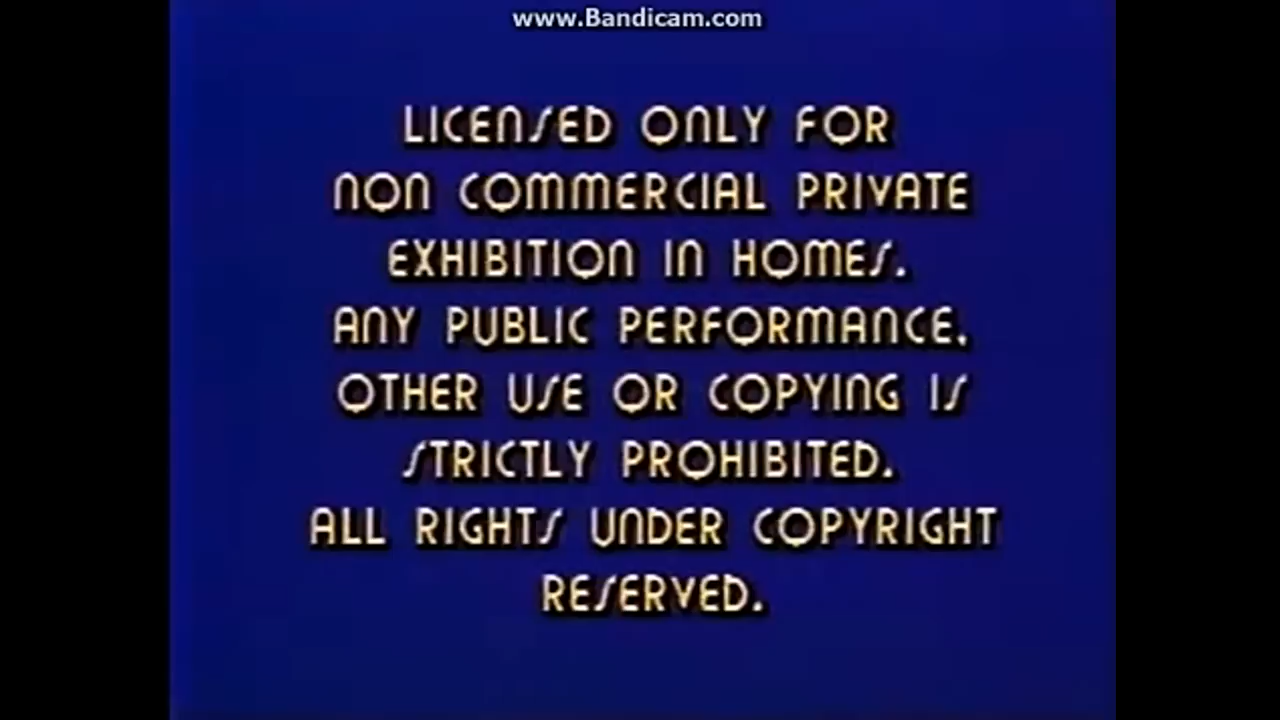 www.Bandicam.com
LICENSED ONLY FOR
NON COMMERCIAL PRIVATE
EXHIBITION IN HOMES.
ANY PUBLIC PERFORMANCE,
OTHER USE OR COPYING IS
STRICTLY PROHIBITED.
ALL RIGHTS UNDER COPYRIGHT
RESERVED.